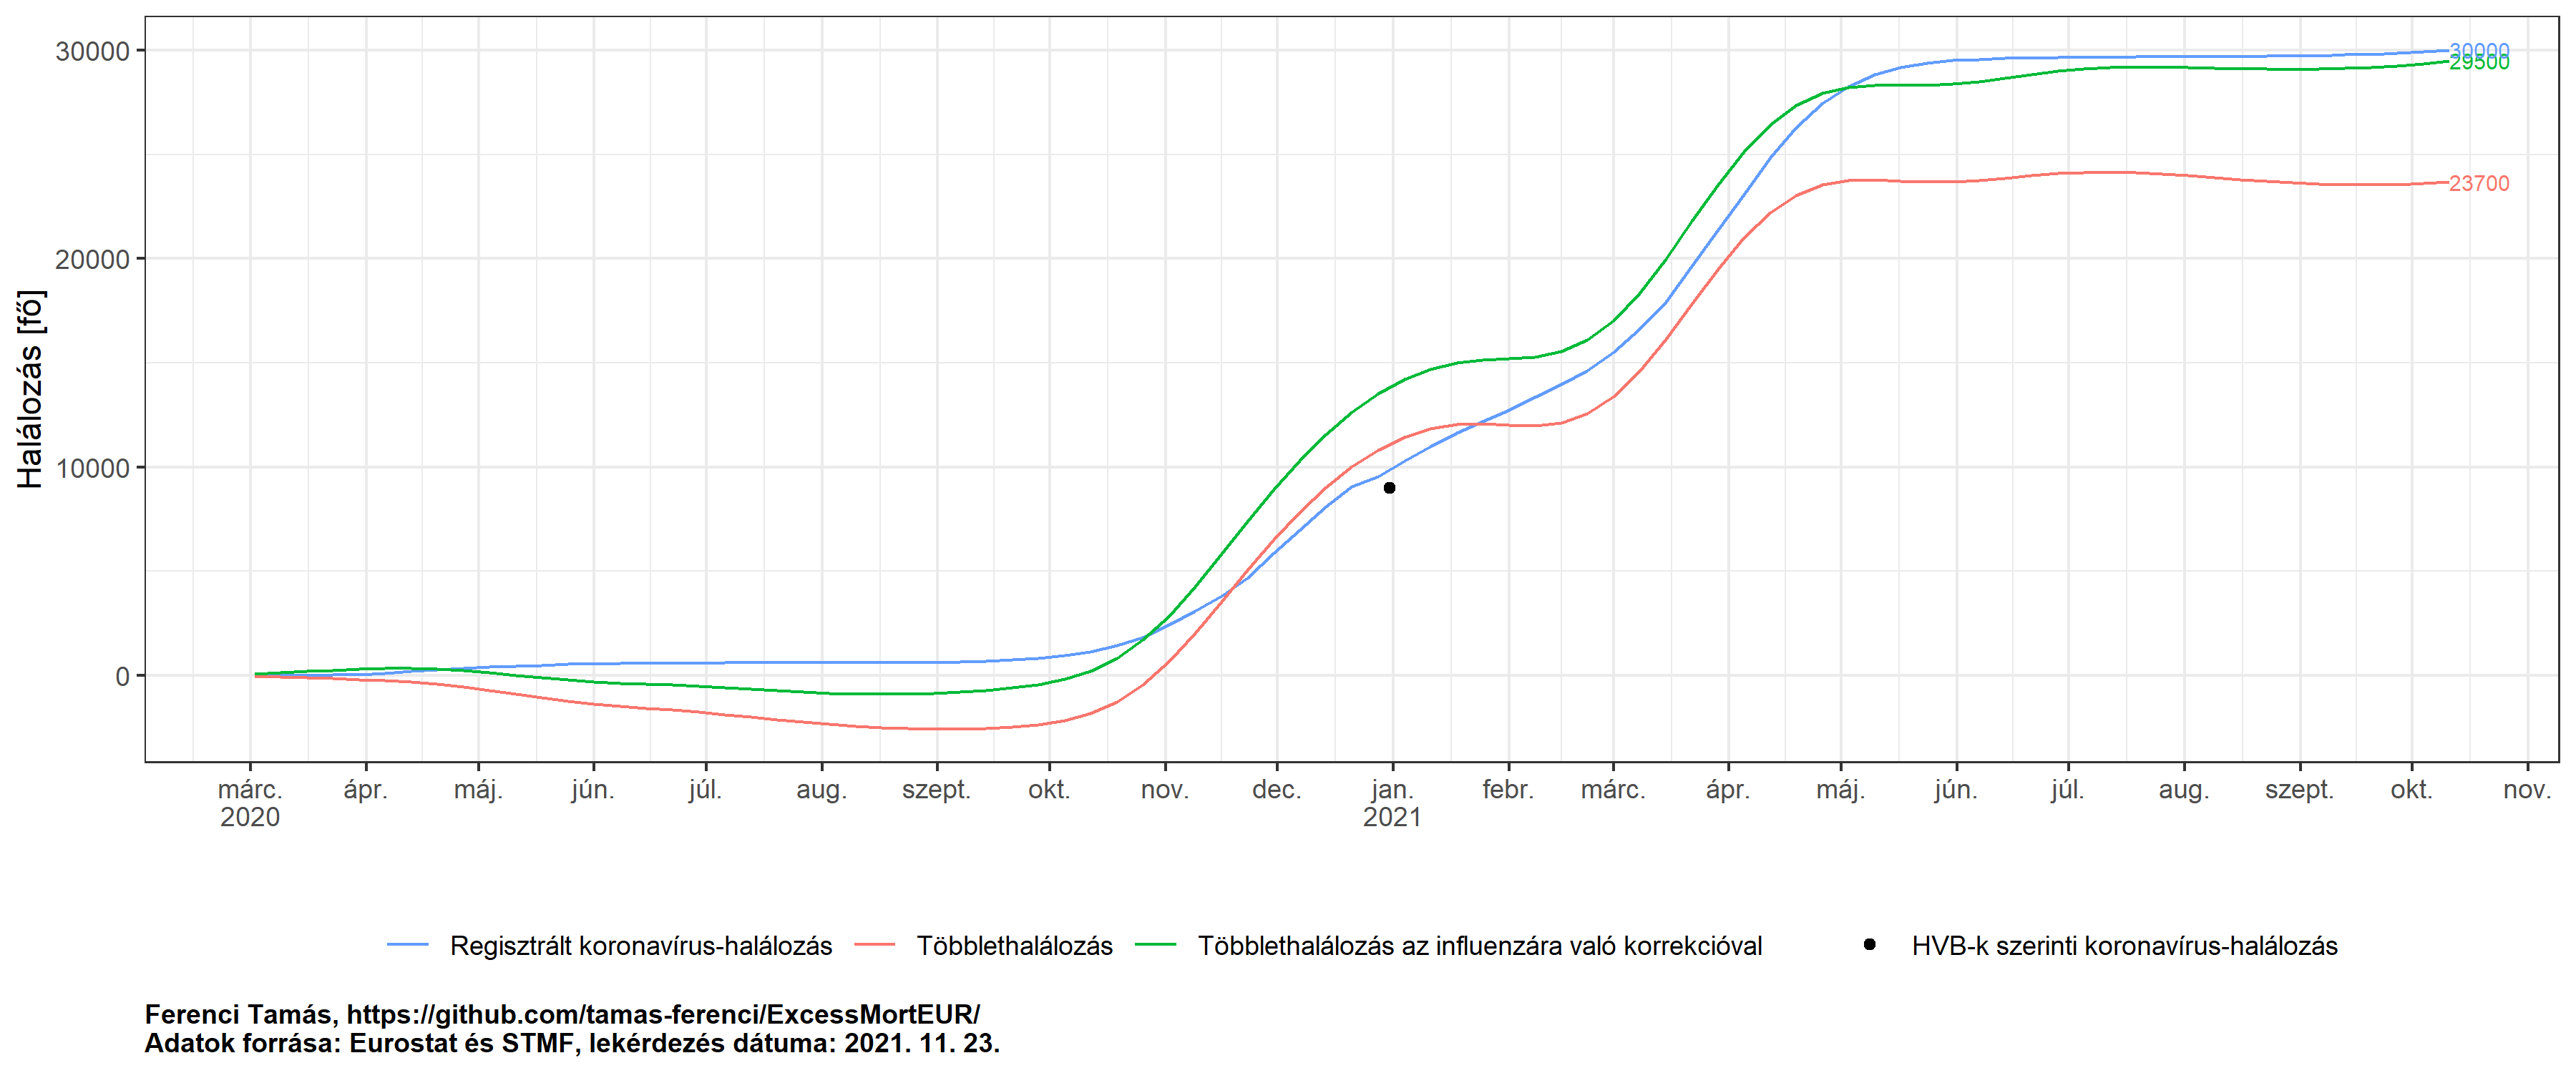 30000
20000
10000
0
Halálozás [fő]
30000
29500
23700
márc. ápr. máj. jún. júl. aug. szept. okt. nov. dec. jan. febr. márc. ápr. máj. jún. júl. aug. szept. okt. nov.
2020 2021
Regisztrált koronavírus-halálozás Többlethalálozás Többlethalálozás az influenzára való korrekcióval HVB-k szerinti koronavírus-halálozás
Ferenci Tamás, https://github.com/tamas-ferenci/ExcessMortEUR/
Adatok forrása: Eurostat és STMF, lekérdezés dátuma: 2021. 11. 23.